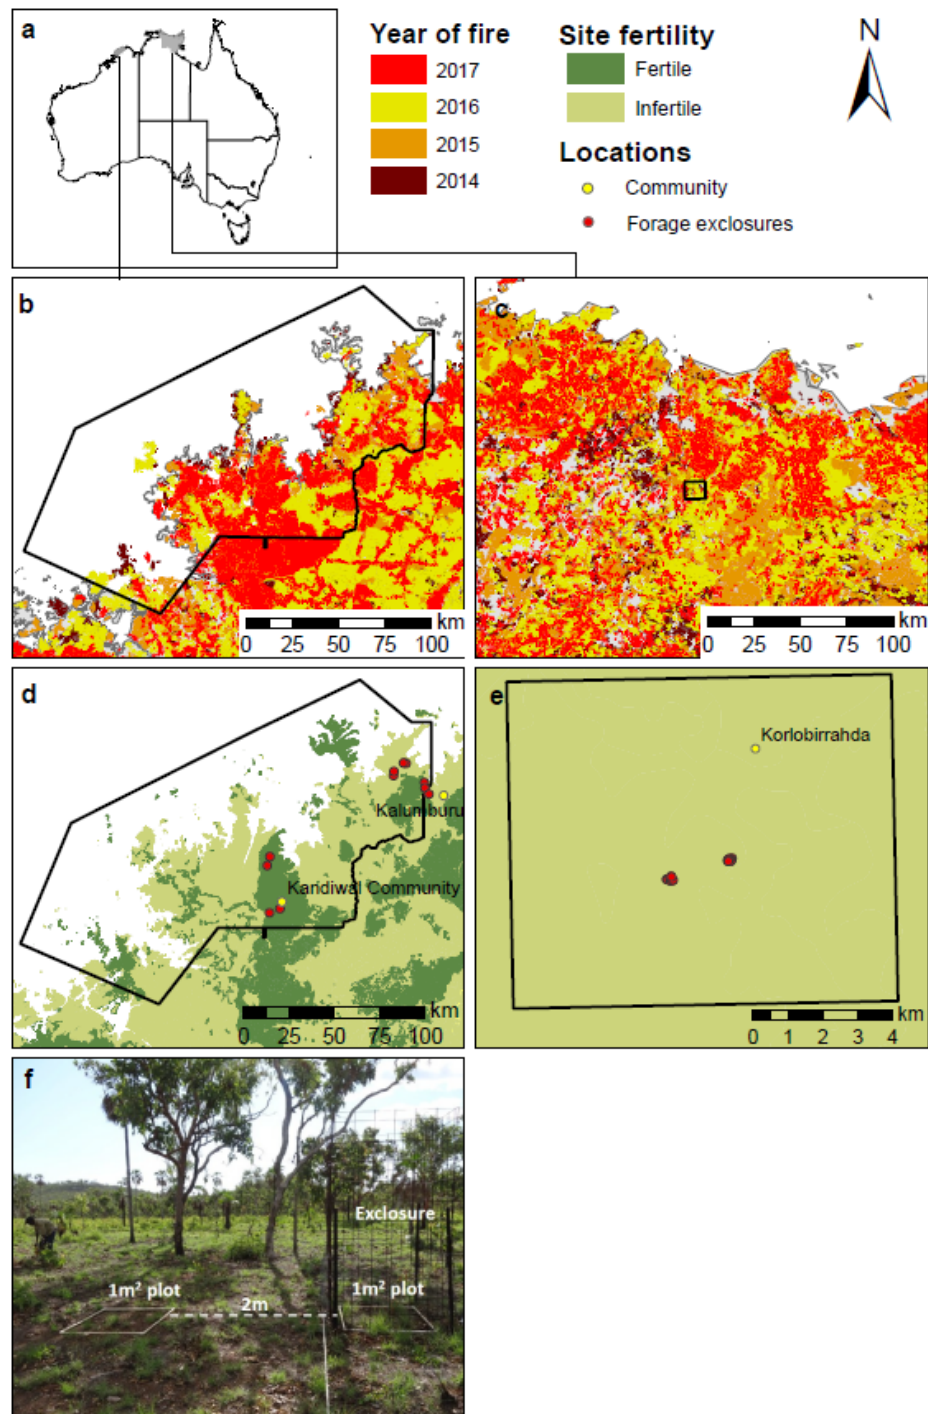 a
Year of fire
2017
2016
2015
2014
Site fertility
Fertile
Infertile
Locations
Community
Forage exclosures
N
b
km
0 25 50 75 100
c
km
0 25 50 75 100
d
Kalumburu
Kandiwal Community
km
0 25 50 75 100
e
Korlobirrahda
km
0 1 2 3 4
f
Exclosure
1m² plot
2m
1m² plot